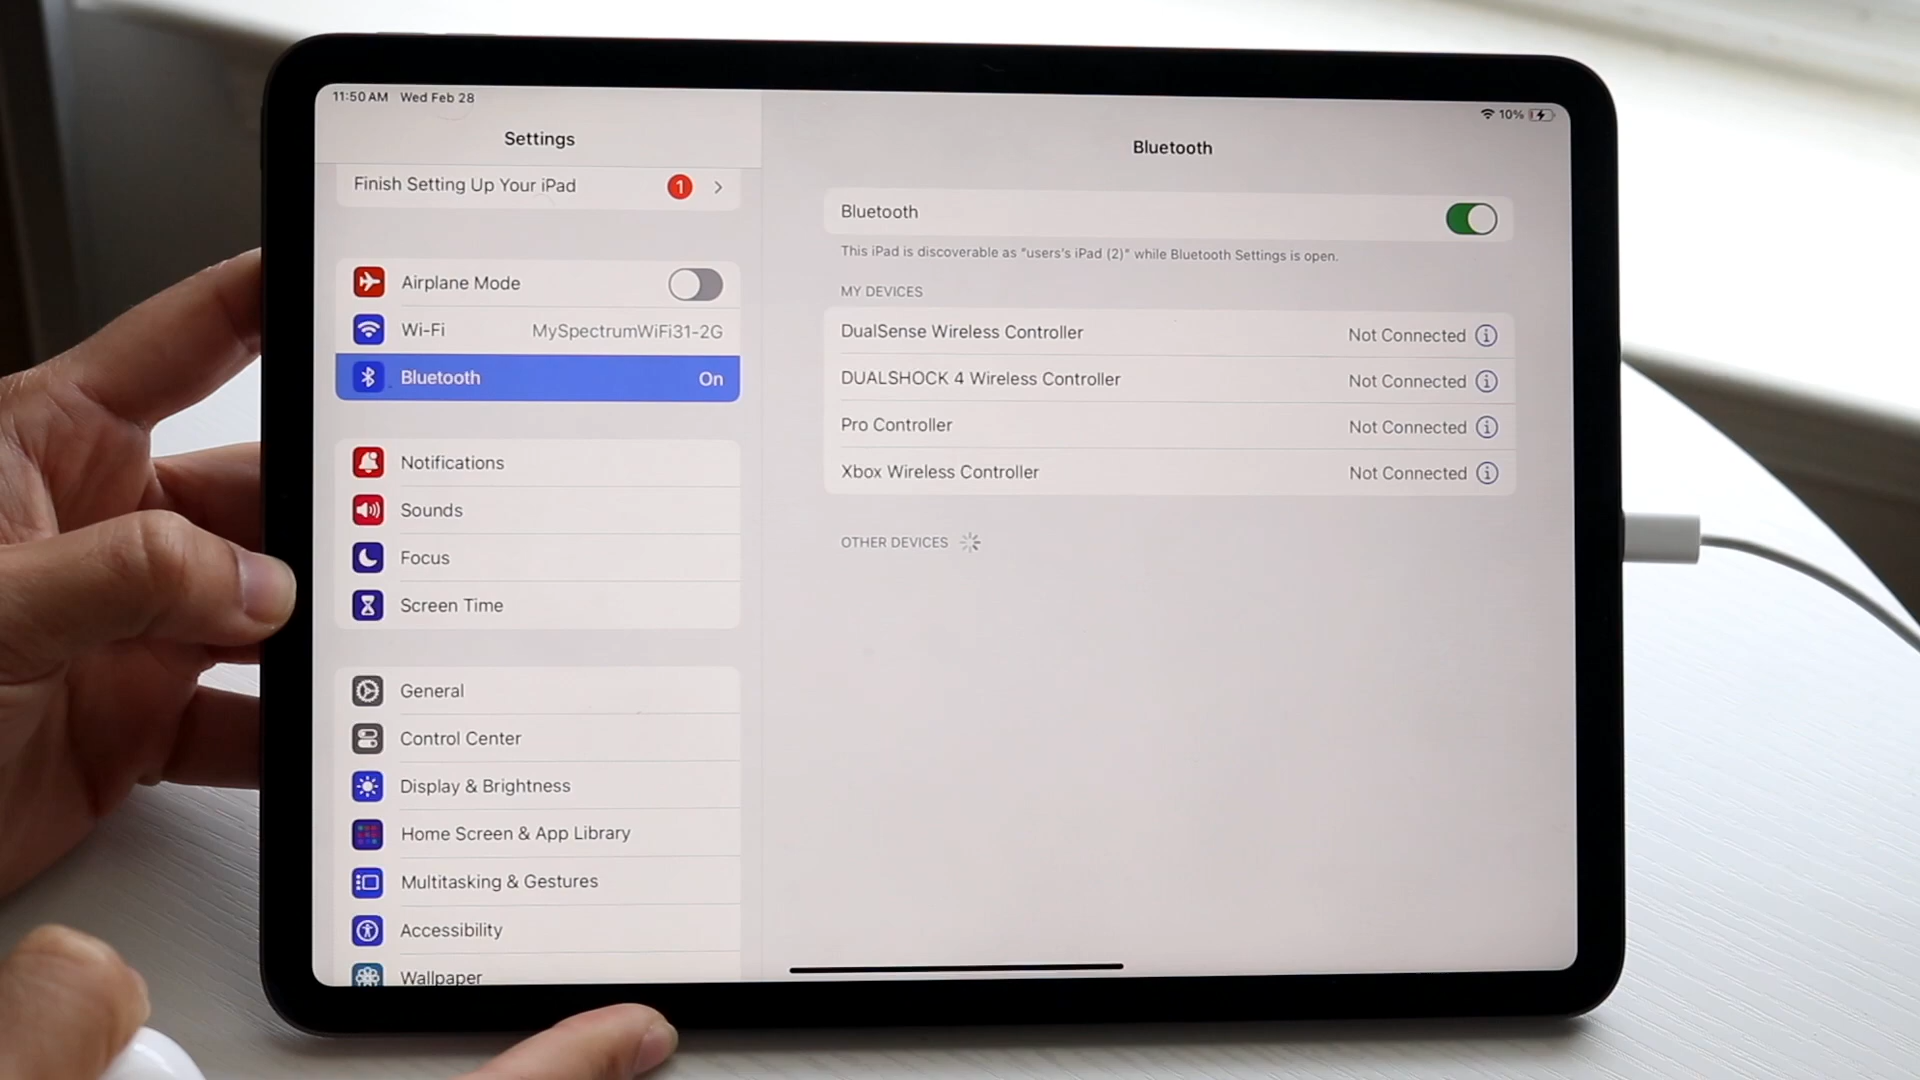 11:50 AM Wed Feb 28
10%
Settings
Finish Setting Up Your iPad 1
Airplane Mode
Wi-Fi MySpectrumWiFi31-2G
Bluetooth On
Notifications
Sounds
Focus
Screen Time
General
Control Center
Display & Brightness
Home Screen & App Library
Multitasking & Gestures
Accessibility
Wallpaper
Bluetooth
Bluetooth
This iPad is discoverable as "users's iPad (2)" while Bluetooth Settings is open.
MY DEVICES
DualSense Wireless Controller Not Connected
DUALSHOCK 4 Wireless Controller Not Connected
Pro Controller Not Connected
Xbox Wireless Controller Not Connected
OTHER DEVICES